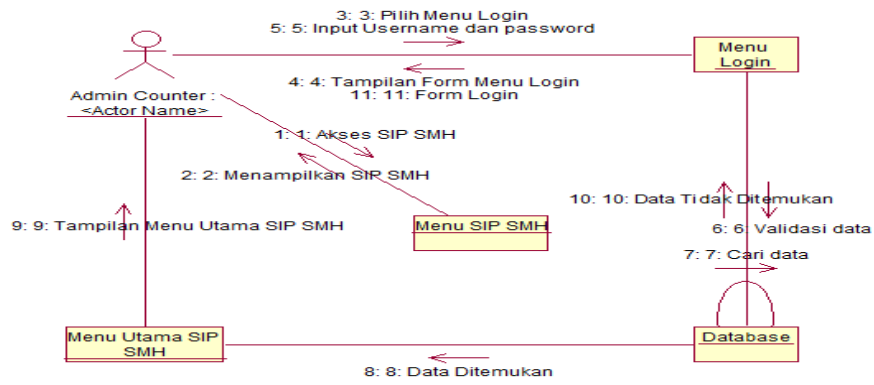 3: 3: Pilih Menu Login
5: 5: Input Username dan password
Menu
Login
4: 4: Tampilan Form Menu Login
11: 11: Form Login
Admin Counter :
<Actor Name>
1: 1: Akses SIP SMH
2: 2: Menampilkan SIP SMH
10: 10: Data Tidak Ditemukan
9: 9: Tampilan Menu Utama SIP SMH
Menu SIP SMH
6: 6: Validasi data
7: 7: Cari data
Menu Utama SIP
SMH
Database
8: 8: Data Ditemukan